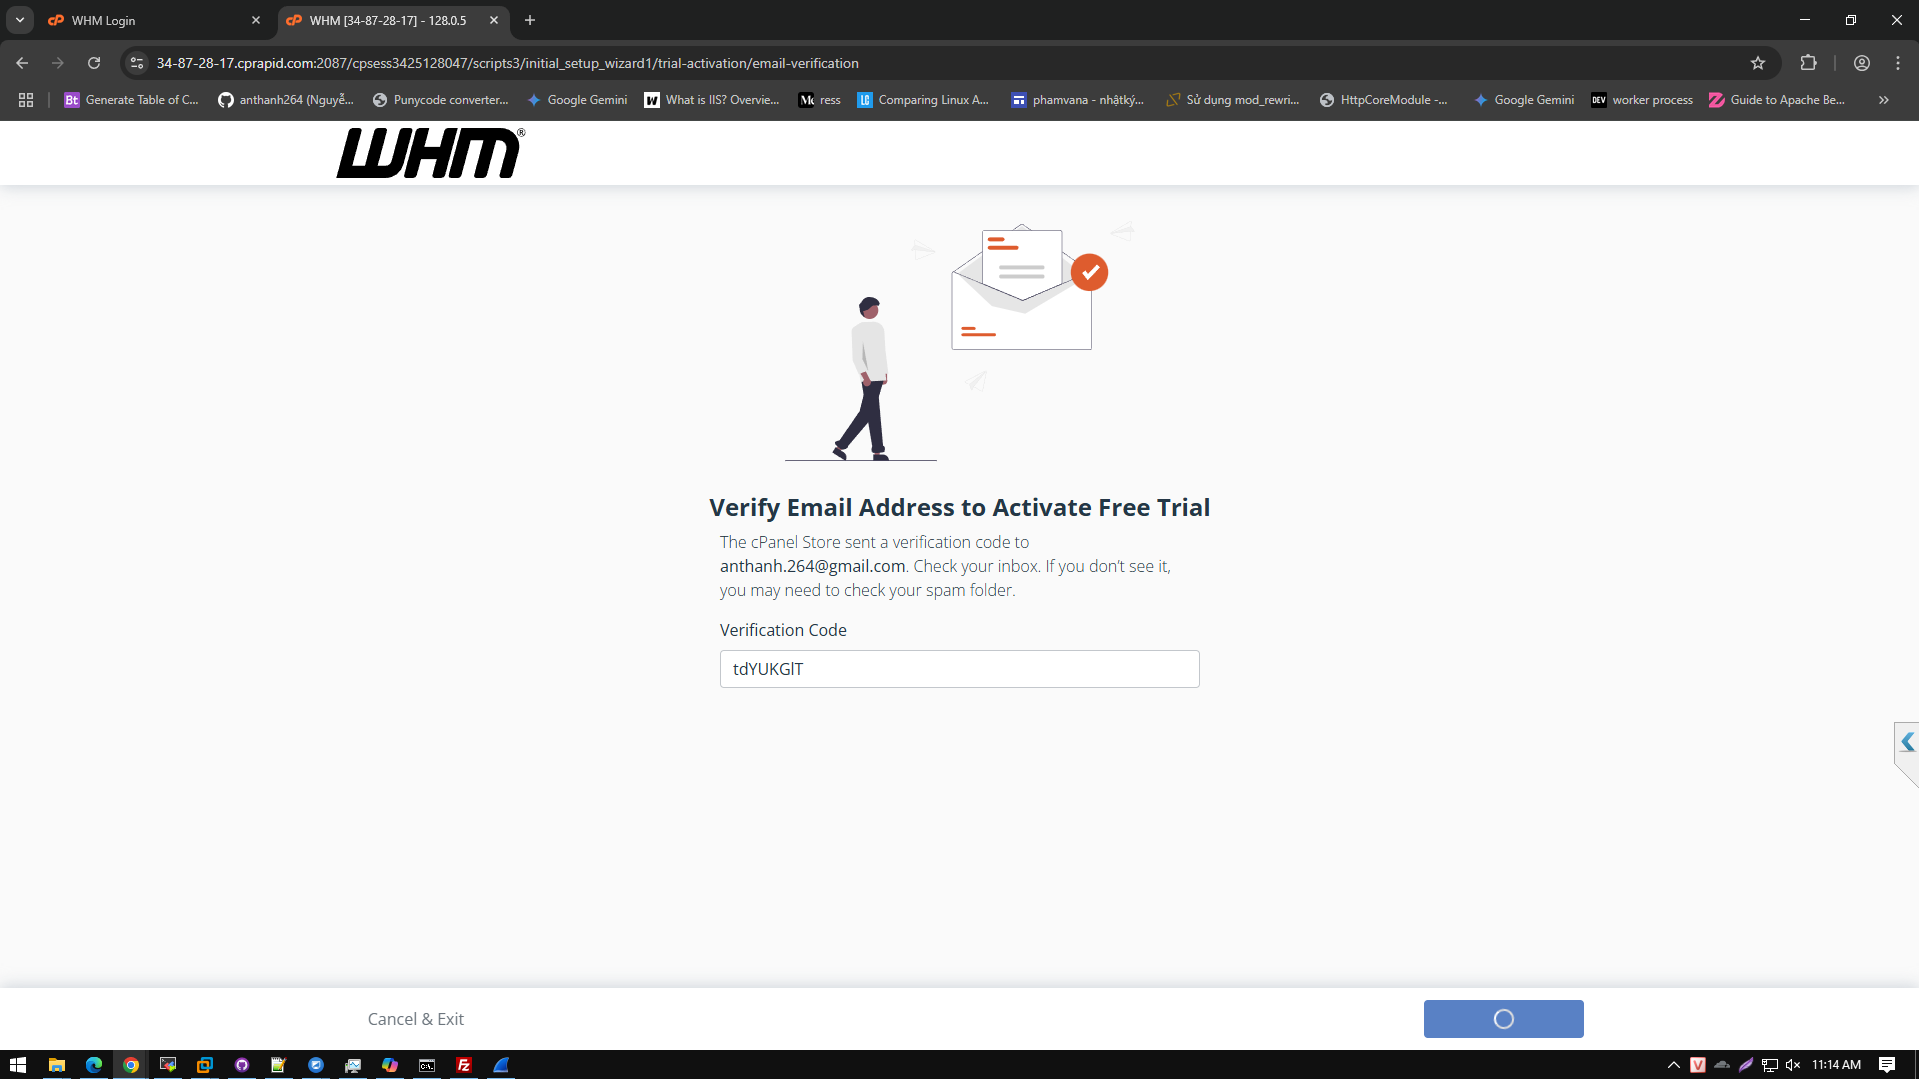 WHM Login
WHM [34-87-28-17] - 128.0.5
34-87-28-17.cprapid.com:2087/cpsess3425128047/scripts3/initial_setup_wizard1/trial-activation/email-verification
Bt Generate Table of C...
anthanh264 (Nguyễ...
Punycode converter...
Google Gemini
W What is IIS? Overvie...
ress
LC Comparing Linux A...
phamvana - nhậtký...
Sử dụng mod_rewri...
HttpCoreModule -...
Google Gemini
DEV worker process
Guide to Apache Be...
WHM®
Verify Email Address to Activate Free Trial
The cPanel Store sent a verification code to
anthanh.264@gmail.com. Check your inbox. If you don't see it,
you may need to check your spam folder.
Verification Code
tdYUKGlT
Cancel & Exit
11:14 AM